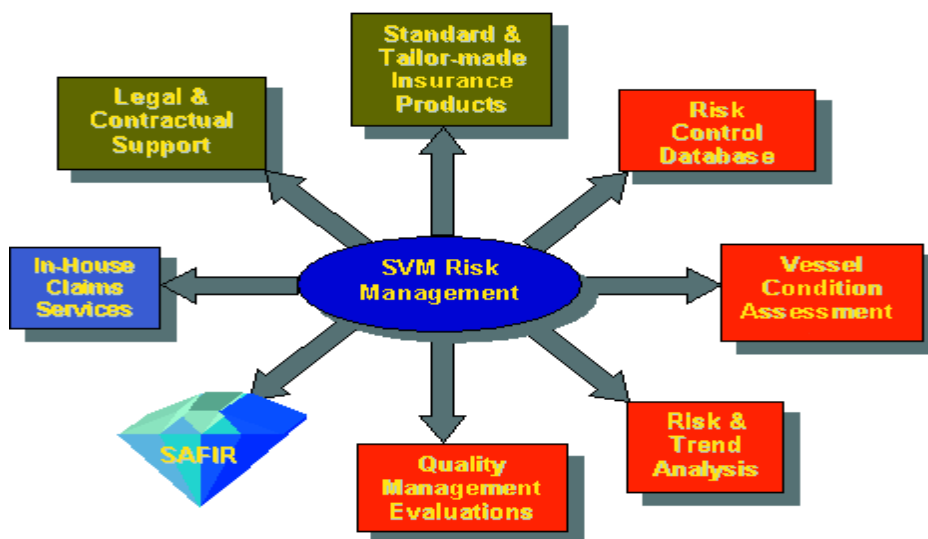 Standard &
Tailor-made
Insurance
Products
Legal &
Contractual
Support
Risk
Control
Database
SVM Risk
Management
In-House
Claims
Services
Vessel
Condition
Assessment
SAFIR
Quality
Management
Evaluations
Risk &
Trend
Analysis